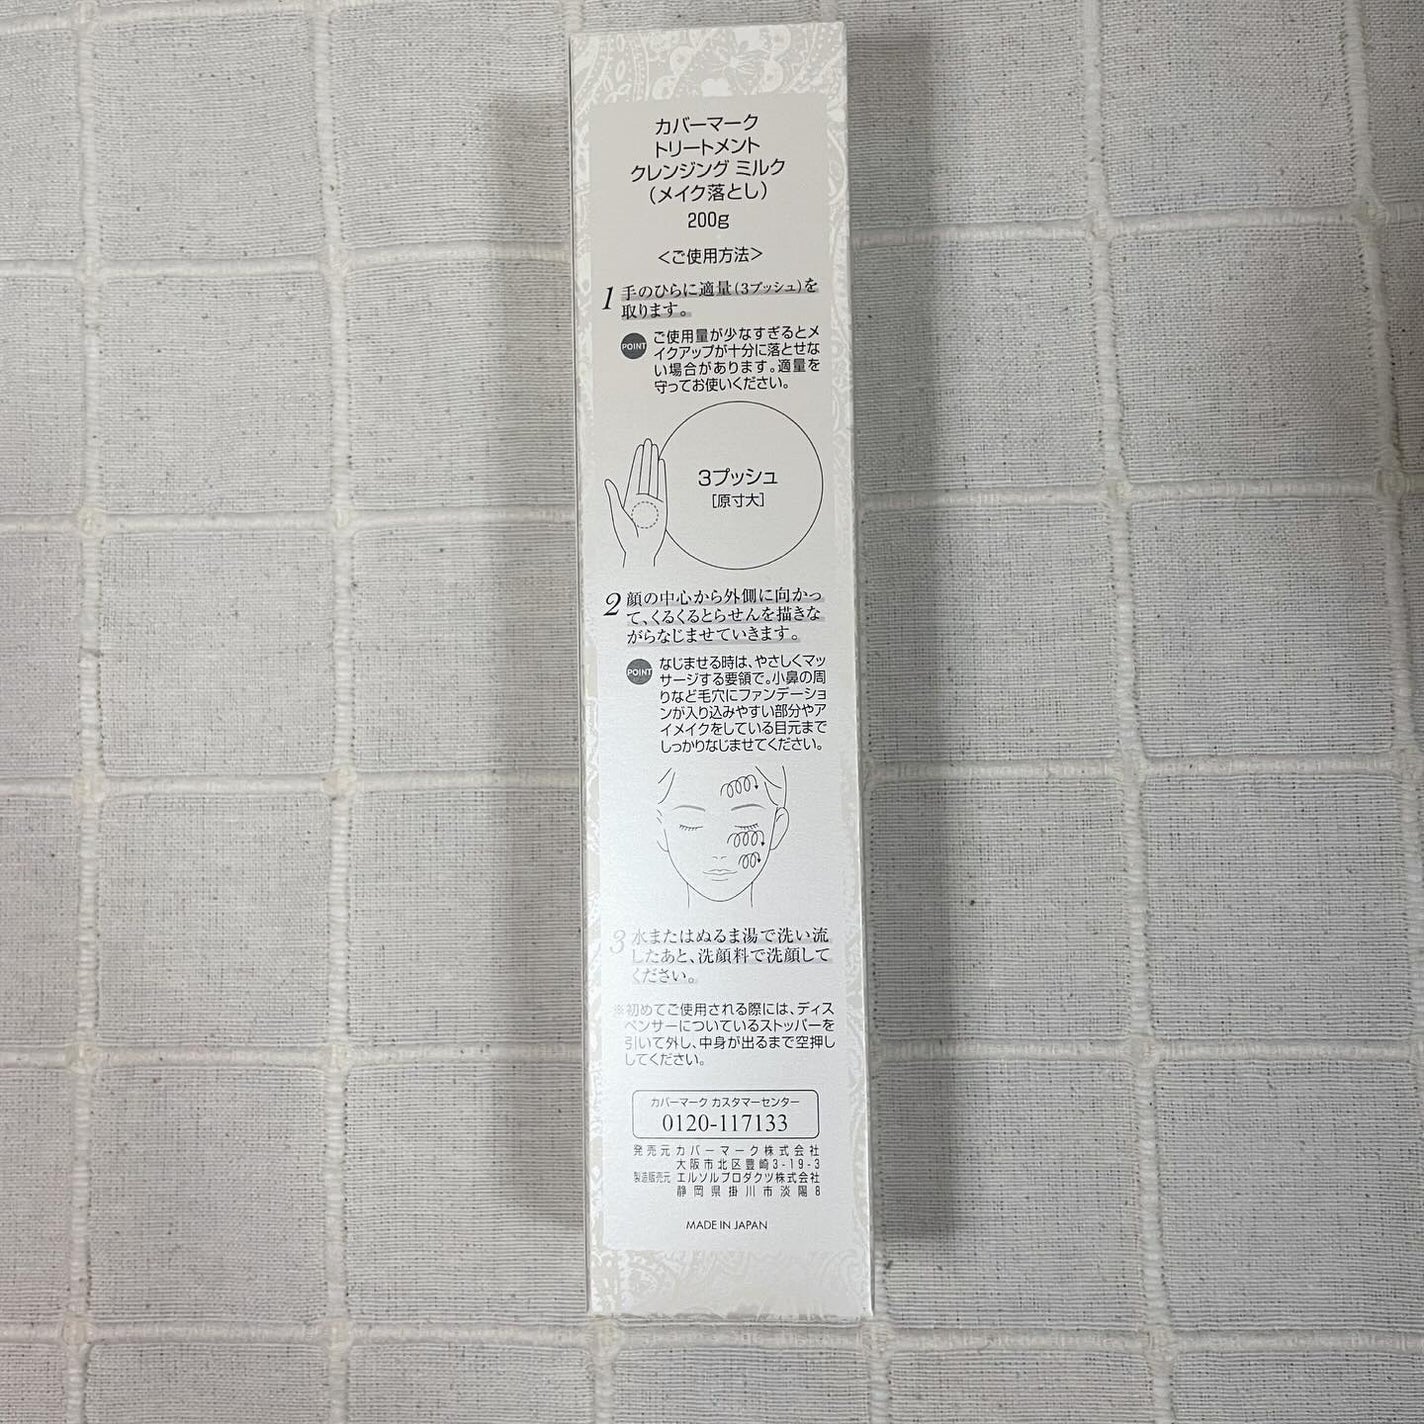 カバーマーク
トリートメント
クレンジング ミルク
(メイク落とし)
200g
＜ご使用方法＞
1 手のひらに適量(3プッシュ)を
取ります。
POINT ご使用量が少なすぎるとメ
イクアップが十分に落とせな
い場合があります。適量を
守ってお使いください。
3プッシュ
[原寸大]
2 顔の中心から外側に向かっ
て、くるくるとらせんを描きな
がらなじませていきます。
POINT なじませる時は、やさしくマッ
サージする要領で。小鼻の周
りなど毛穴にファンデーショ
ンが入り込みやすい部分やア
イメイクをしている目元まで
しっかりなじませてください。
3 水またはぬるま湯で洗い流
したあと、洗顔料で洗顔して
ください。
※初めてご使用される際には、ディス
ペンサーについているストッパーを
引いて外し、中身が出るまで空押し
してください。
カバーマーク カスタマーセンター
0120-117133
発売元 カバーマーク株式会社
大阪市北区豊崎3-19-3
製造販売元 エルソルプロダクツ株式会社
静岡県掛川市淡陽8
MADE IN JAPAN